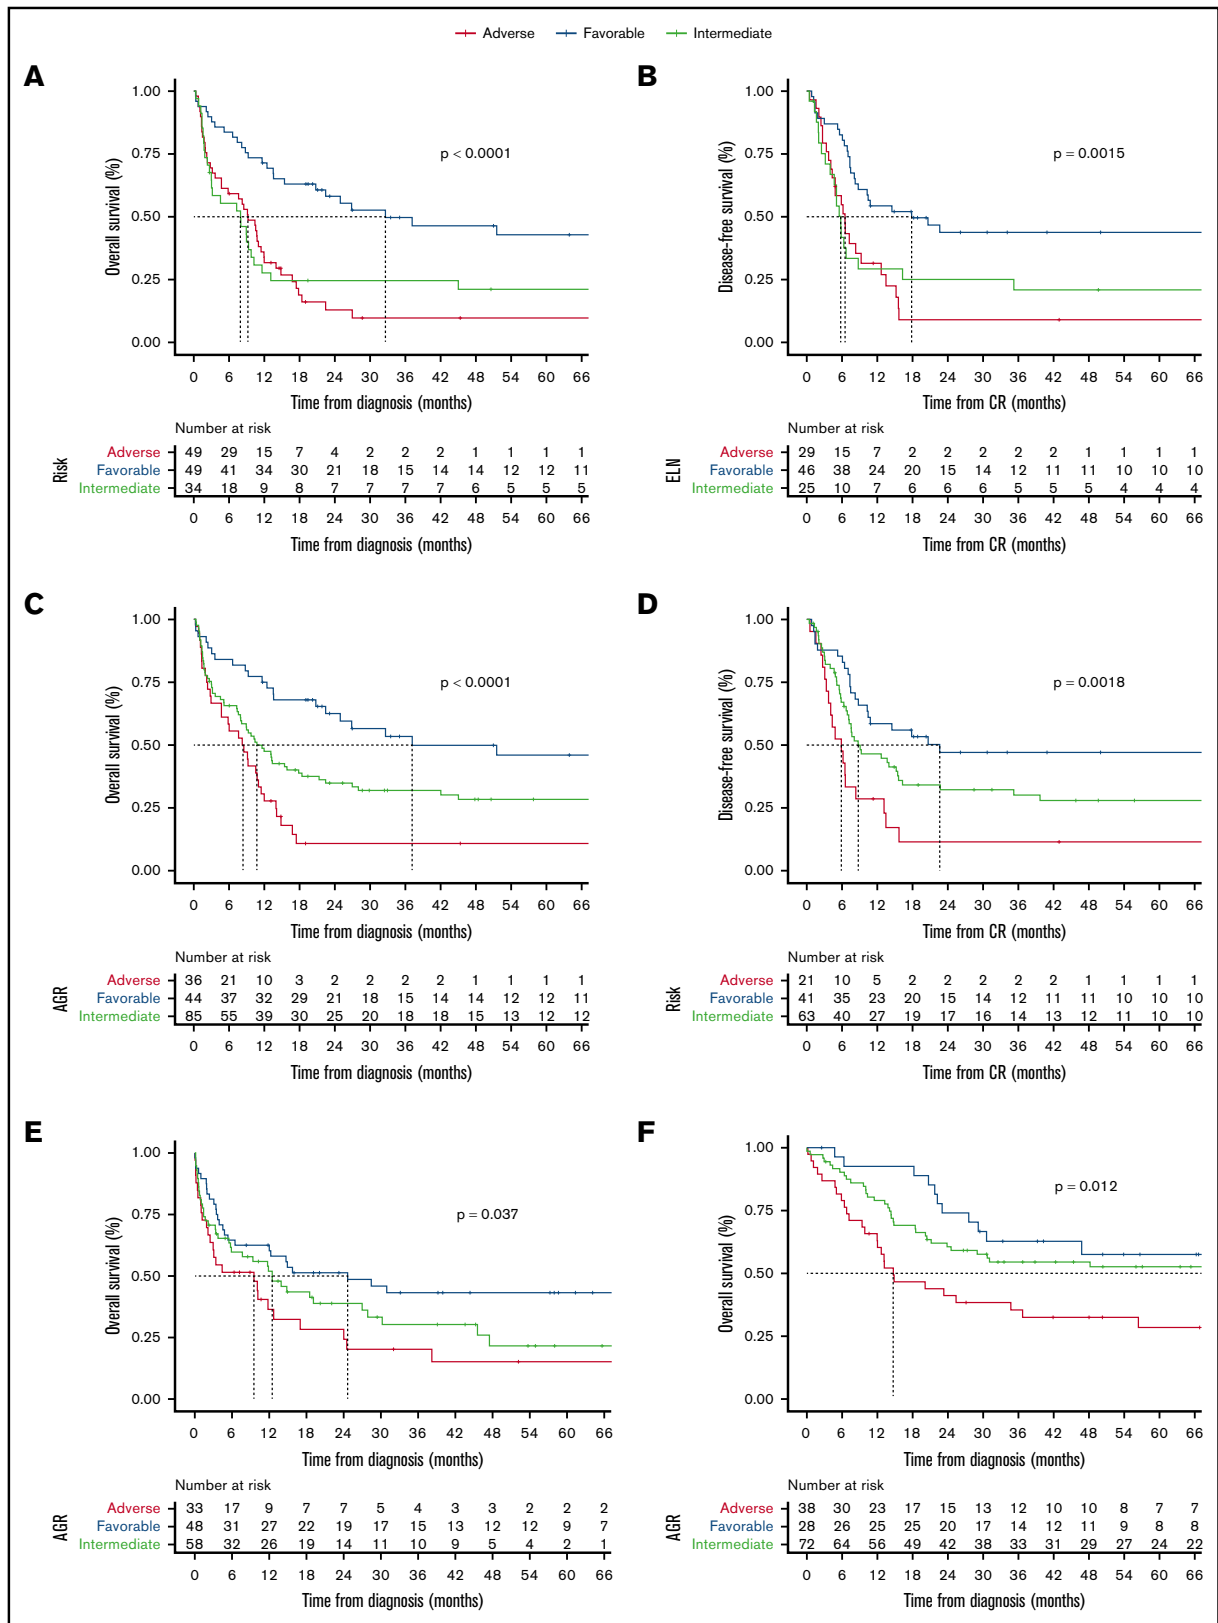 Adverse Favorable Intermediate
A
1.00
0.75
0.50
0.25
0.00
Overall survival (%)
p < 0.0001
0 6 12 18 24 30 36 42 48 54 60 66
Time from diagnosis (months)
Number at risk
Risk
Adverse 49 29 15 7 4 2 2 2 1 1 1 1
Favorable 49 41 34 30 21 18 15 14 14 12 12 11
Intermediate 34 18 9 8 7 7 7 7 6 5 5 5
0 6 12 18 24 30 36 42 48 54 60 66
Time from diagnosis (months)
B
1.00
0.75
0.50
0.25
0.00
Disease-free survival (%)
p = 0.0015
0 6 12 18 24 30 36 42 48 54 60 66
Time from CR (months)
Number at risk
ELN
Adverse 29 15 7 2 2 2 2 2 1 1 1 1
Favorable 46 38 24 20 15 14 12 11 11 10 10 10
Intermediate 25 10 7 6 6 6 5 5 5 4 4 4
0 6 12 18 24 30 36 42 48 54 60 66
Time from CR (months)
C
1.00
0.75
0.50
0.25
0.00
Overall survival (%)
p < 0.0001
0 6 12 18 24 30 36 42 48 54 60 66
Time from diagnosis (months)
Number at risk
AGR
Adverse 36 21 10 3 2 2 2 2 1 1 1 1
Favorable 44 37 32 29 21 18 15 14 14 12 12 11
Intermediate 85 55 39 30 25 20 18 18 15 13 12 12
0 6 12 18 24 30 36 42 48 54 60 66
Time from diagnosis (months)
D
1.00
0.75
0.50
0.25
0.00
Disease-free survival (%)
p = 0.0018
0 6 12 18 24 30 36 42 48 54 60 66
Time from CR (months)
Number at risk
Risk
Adverse 21 10 5 2 2 2 2 2 1 1 1 1
Favorable 41 35 23 20 15 14 12 11 11 10 10 10
Intermediate 63 40 27 19 17 16 14 13 12 11 10 10
0 6 12 18 24 30 36 42 48 54 60 66
Time from CR (months)
E
1.00
0.75
0.50
0.25
0.00
Overall survival (%)
p = 0.037
0 6 12 18 24 30 36 42 48 54 60 66
Time from diagnosis (months)
Number at risk
AGR
Adverse 33 17 9 7 7 5 4 3 3 2 2 2
Favorable 48 31 27 22 19 17 15 13 12 12 9 7
Intermediate 58 32 26 19 14 11 10 9 5 4 2 1
0 6 12 18 24 30 36 42 48 54 60 66
Time from diagnosis (months)
F
1.00
0.75
0.50
0.25
0.00
Overall survival (%)
p = 0.012
0 6 12 18 24 30 36 42 48 54 60 66
Time from diagnosis (months)
Number at risk
AGR
Adverse 38 30 23 17 15 13 12 10 10 8 7 7
Favorable 28 26 25 25 20 17 14 12 11 9 8 8
Intermediate 72 64 56 49 42 38 33 31 29 27 24 22
0 6 12 18 24 30 36 42 48 54 60 66
Time from diagnosis (months)